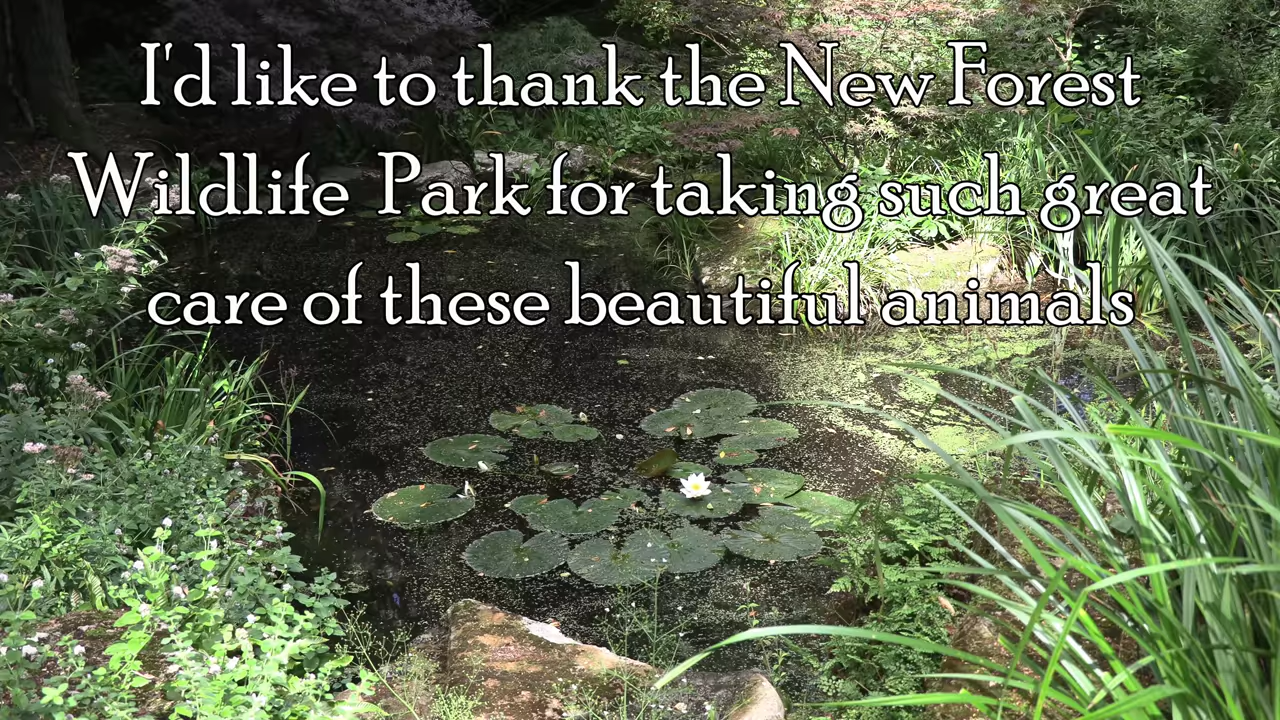 I'd like to thank the New Forest
Wildlife Park for taking such great
care of these beautiful animals